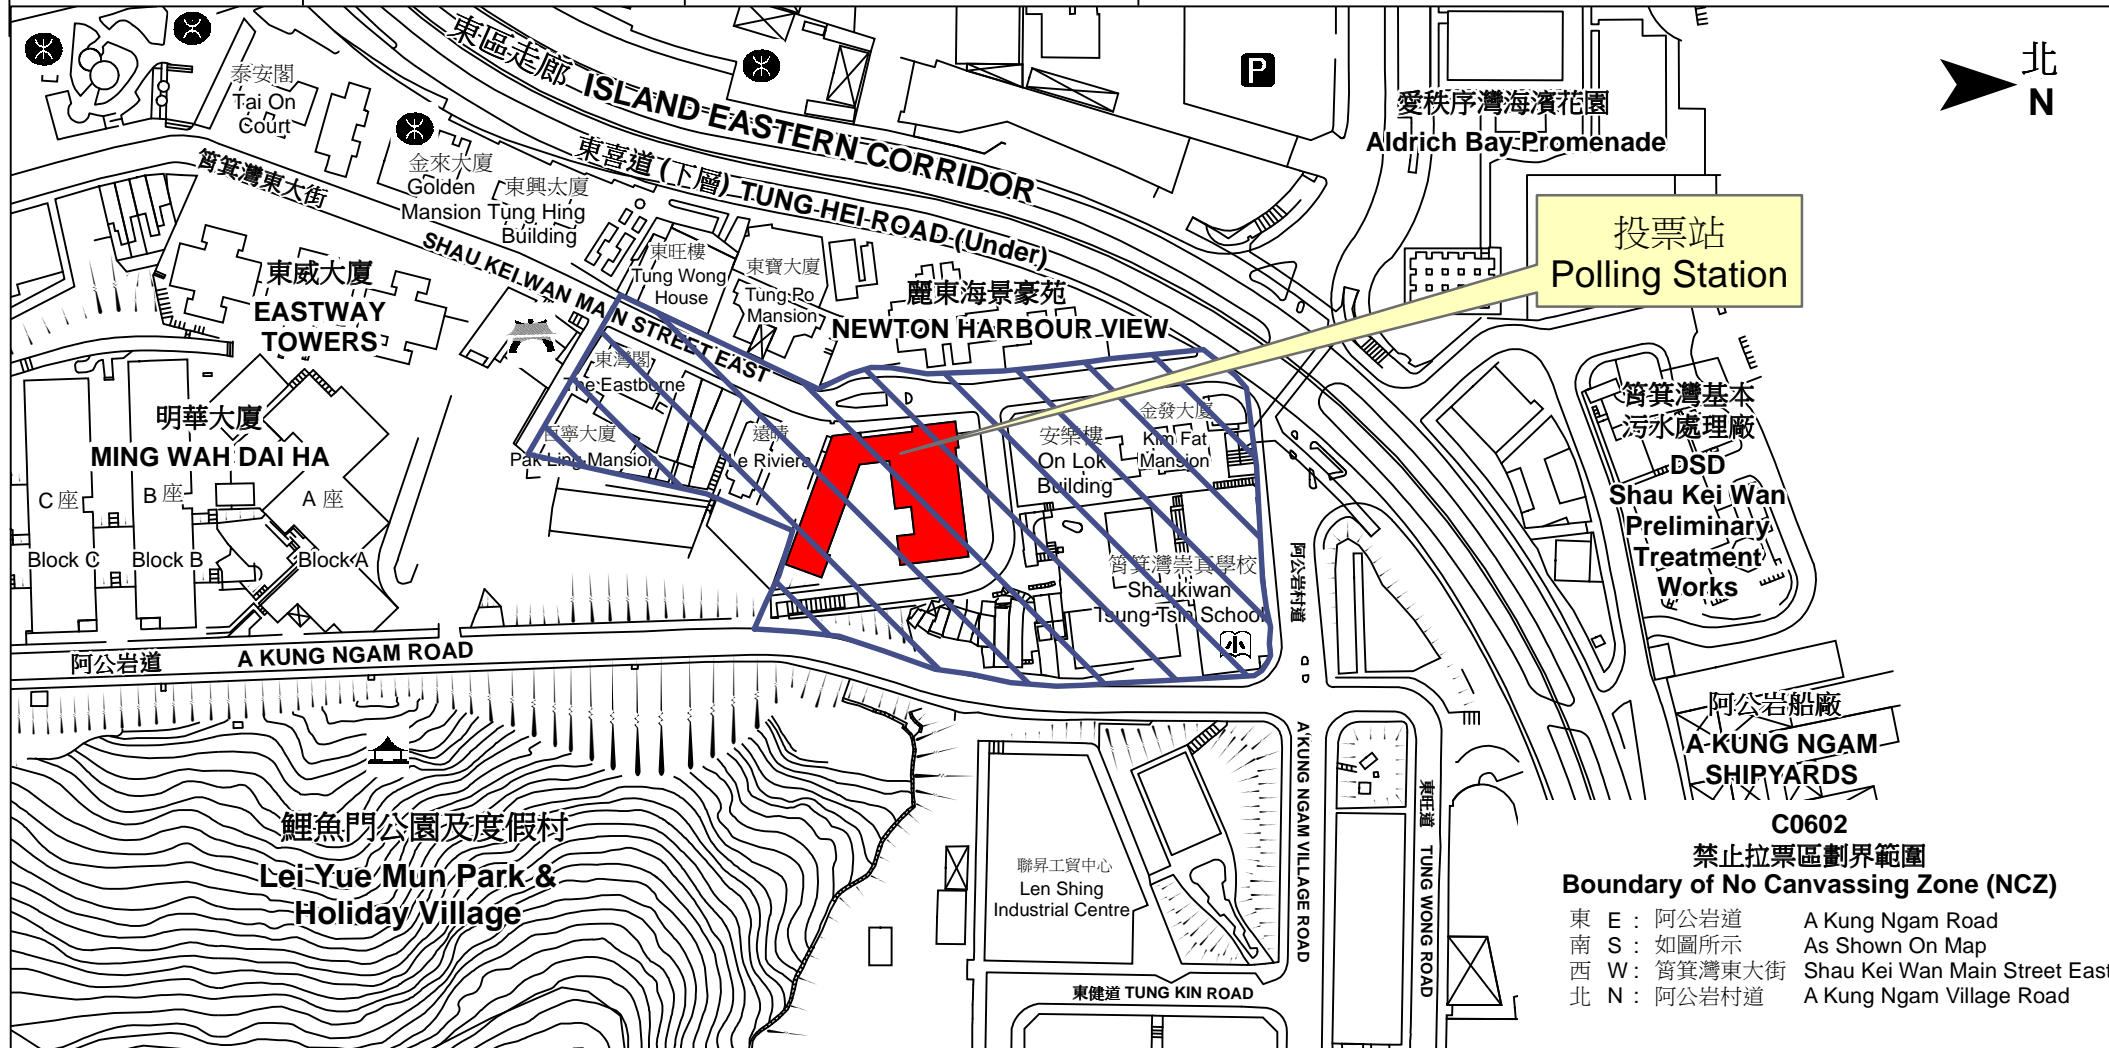 北
N
泰安閣
Tai On
Court
東區走廊 ISLAND EASTERN CORRIDOR
P
愛秩序灣海濱花園
Aldrich Bay Promenade
金來大廈
Golden
Mansion
東興大廈
Tung Hing
Building
東喜道 (下層) TUNG HEI ROAD (Under)
筲箕灣東大街
SHAU KEI WAN MAIN STREET EAST
投票站
Polling Station
東旺樓
Tung Wong
House
東寶大廈
Tung Po
Mansion
東威大廈
EASTWAY
TOWERS
麗東海景豪苑
NEWTON HARBOUR VIEW
東灣閣
The Eastborne
百寧大廈
Pak Ling Mansion
遠晴
Le Riviera
安樂樓
On Lok
Building
金發大廈
Kim Fat
Mansion
明華大廈
MING WAH DAI HA
C 座
Block C
B 座
Block B
A 座
Block A
筲箕灣基本
污水處理廠
DSD
Shau Kei Wan
Preliminary
Treatment
Works
筲箕灣崇真學校
Shaukiwan
Tsung Tsin School
小
阿公岩村道
A KUNG NGAM VILLAGE ROAD
阿公岩道
A KUNG NGAM ROAD
阿公岩船廠
A KUNG NGAM
SHIPYARDS
鯉魚門公園及度假村
Lei Yue Mun Park &
Holiday Village
聯昇工貿中心
Len Shing
Industrial Centre
東旺道 TUNG WONG ROAD
東健道 TUNG KIN ROAD
C0602
禁止拉票區劃界範圍
Boundary of No Canvassing Zone (NCZ)
東 E : 阿公岩道 A Kung Ngam Road
南 S : 如圖所示 As Shown On Map
西 W : 筲箕灣東大街 Shau Kei Wan Main Street East
北 N : 阿公岩村道 A Kung Ngam Village Road